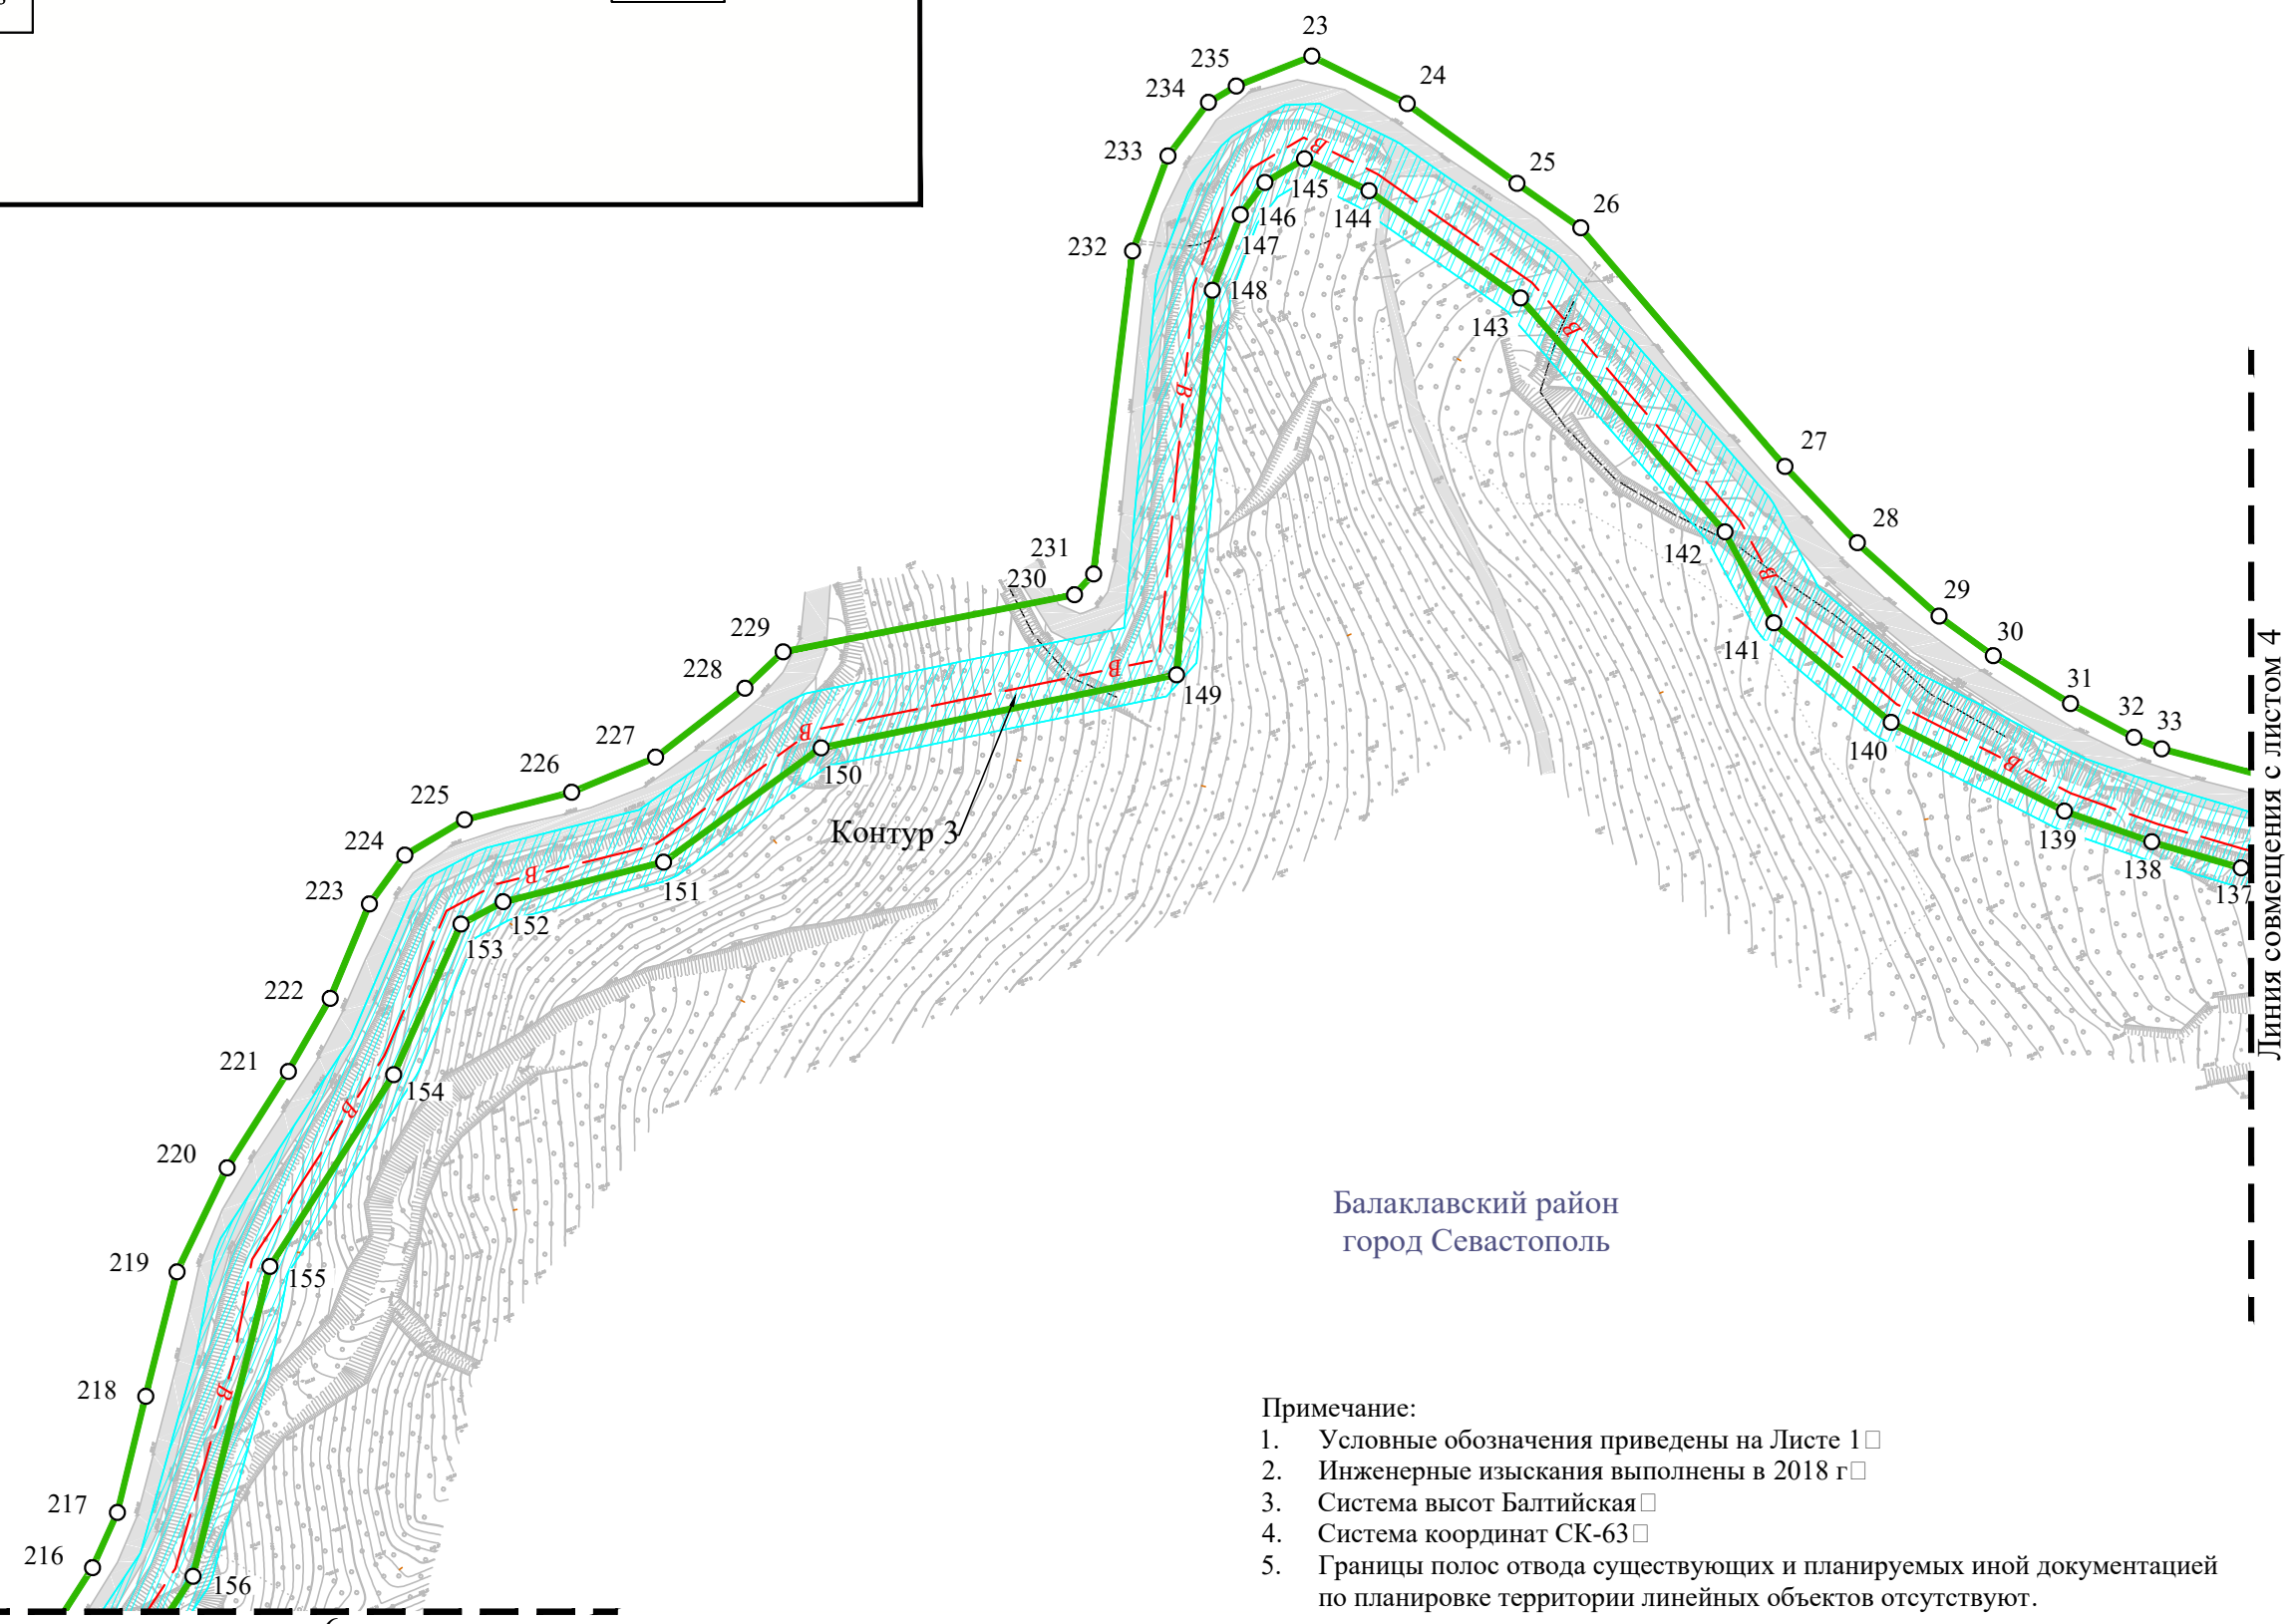 23
235
24
234
233
25
145
26
146
144
147
232
148
143
В
В
В
27
28
231
142
230
В
29
229
141
30
В
149
228
31
32
33
В
140
227
150
В
226
225
Контур 3
139
224
138
151
В
137
223
152
153
222
221
154
В
220
219
155
218
В
217
216
156
Линия совмещения с листом 4
Балаклавский район
город Севастополь
Примечание:
1. Условные обозначения приведены на Листе 1
2. Инженерные изыскания выполнены в 2018 г
3. Система высот Балтийская
4. Система координат СК-63
5. Границы полос отвода существующих и планируемых иной документацией
по планировке территории линейных объектов отсутствуют.